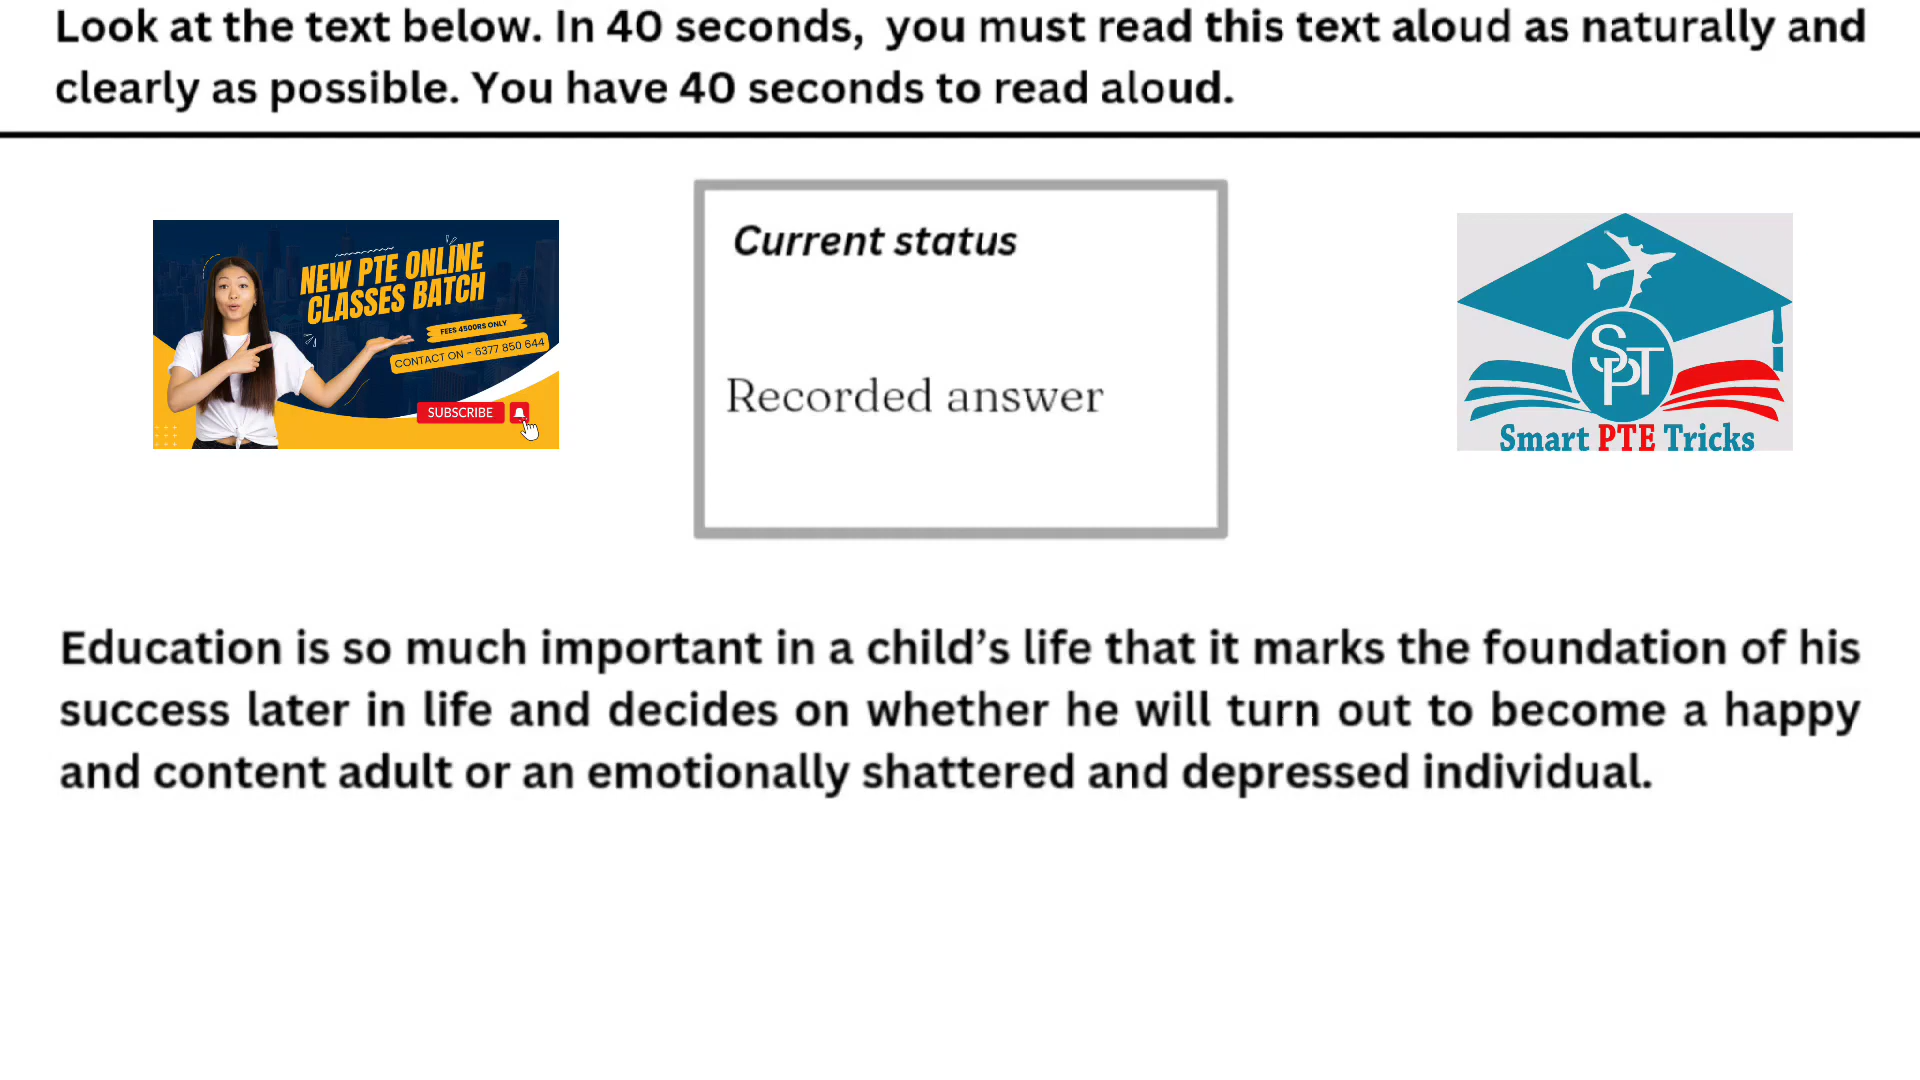 Look at the text below. In 40 seconds, you must read this text aloud as naturally and
clearly as possible. You have 40 seconds to read aloud.
NEW PTE ONLINE
CLASSES BATCH
FEES 4500RS ONLY
CONTACT ON - 6377 850 644
SUBSCRIBE
Current status
Recorded answer
SPT
Smart PTE Tricks
Education is so much important in a child’s life that it marks the foundation of his
success later in life and decides on whether he will turn out to become a happy
and content adult or an emotionally shattered and depressed individual.